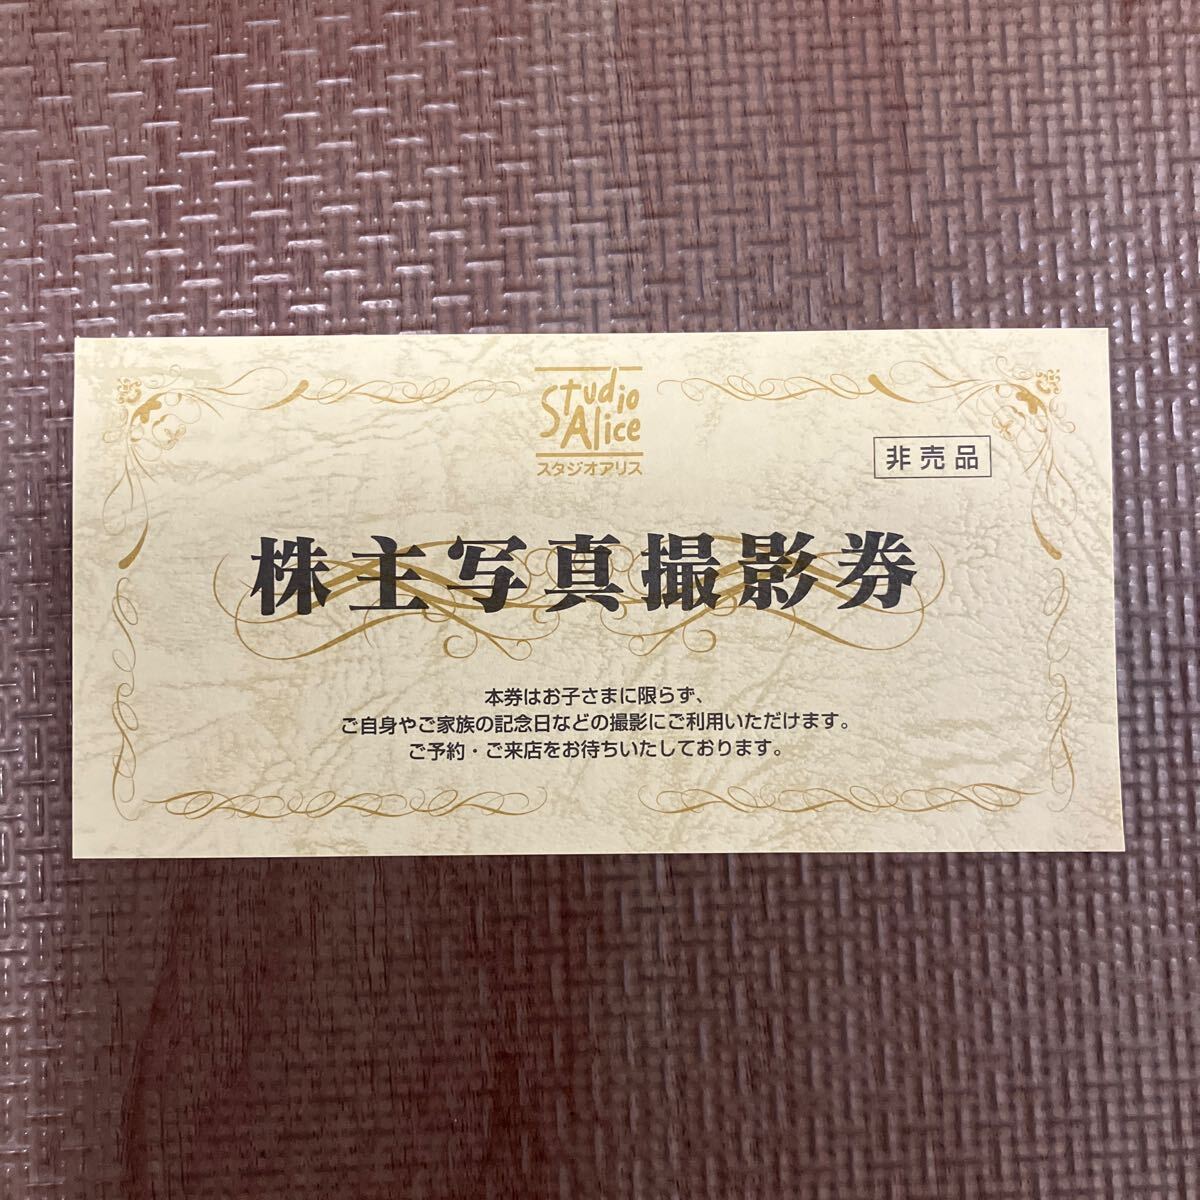 Studio
Alice
スタジオアリス
非売品
株主写真撮影券
本券はお子さまに限らず、
ご自身やご家族の記念日などの撮影にご利用いただけます。
ご予約・ご来店をお待ちいたしております。